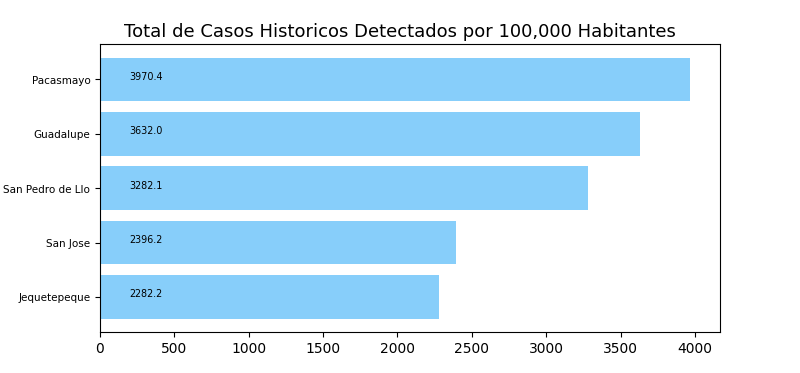 Total de Casos Historicos Detectados por 100,000 Habitantes
Pacasmayo 3970.4
Guadalupe 3632.0
San Pedro de Llo 3282.1
San Jose 2396.2
Jequetepeque 2282.2
0 500 1000 1500 2000 2500 3000 3500 4000